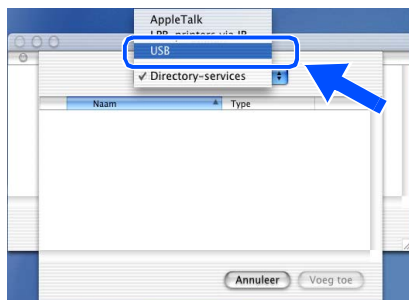 AppleTalk
LPR-printers via IP
USB
✓ Directory-services
Naam Type
Annuleer Voeg toe